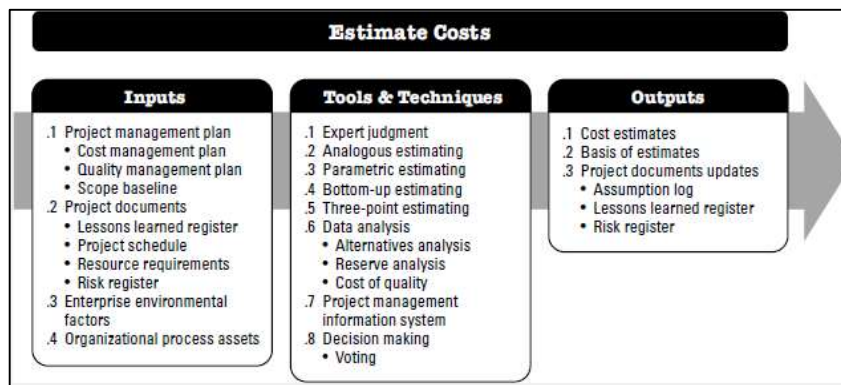 Estimate Costs
Inputs
.1 Project management plan
• Cost management plan
• Quality management plan
• Scope baseline
.2 Project documents
• Lessons learned register
• Project schedule
• Resource requirements
• Risk register
.3 Enterprise environmental
factors
.4 Organizational process assets
Tools & Techniques
.1 Expert judgment
.2 Analogous estimating
.3 Parametric estimating
.4 Bottom-up estimating
.5 Three-point estimating
.6 Data analysis
• Alternatives analysis
• Reserve analysis
• Cost of quality
.7 Project management
information system
.8 Decision making
• Voting
Outputs
.1 Cost estimates
.2 Basis of estimates
.3 Project documents updates
• Assumption log
• Lessons learned register
• Risk register